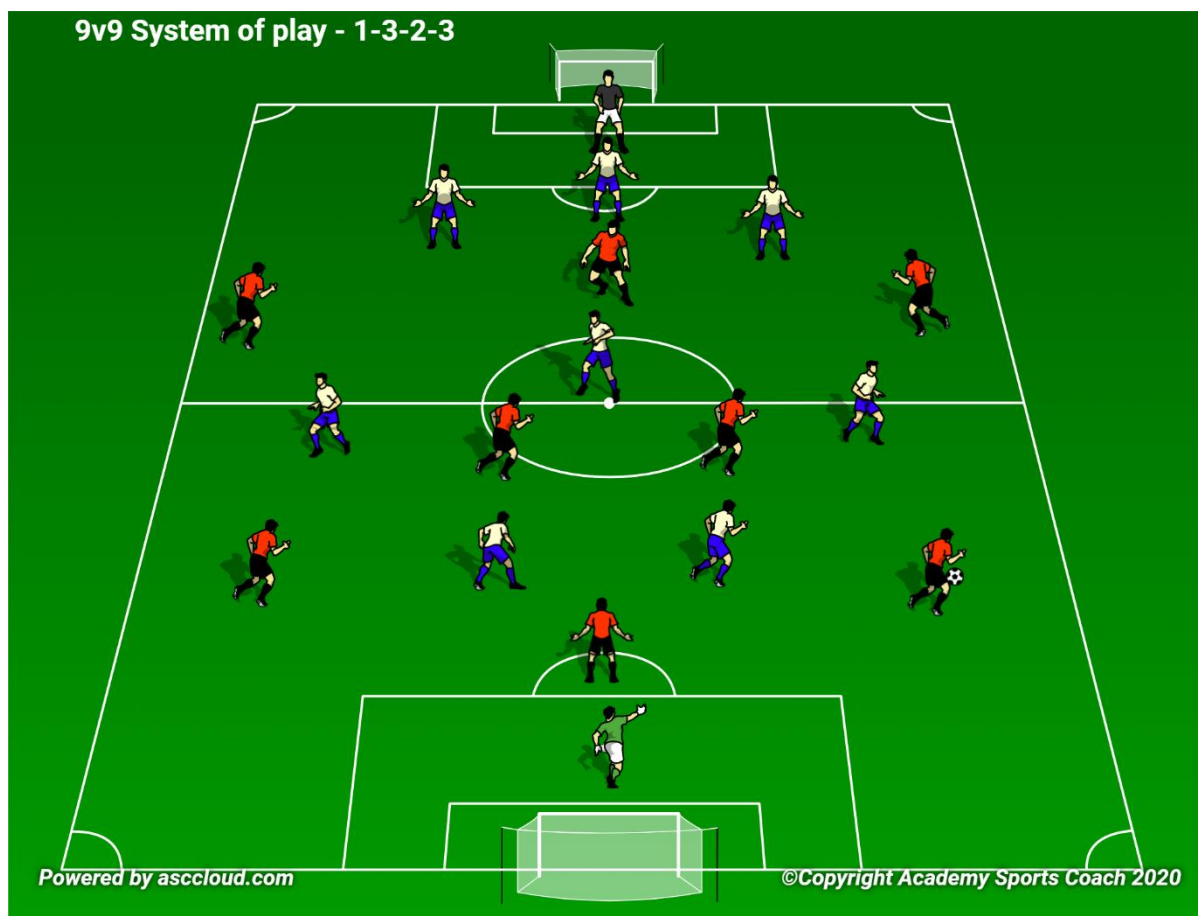 9v9 System of play - 1-3-2-3
Powered by asccloud.com
©Copyright Academy Sports Coach 2020